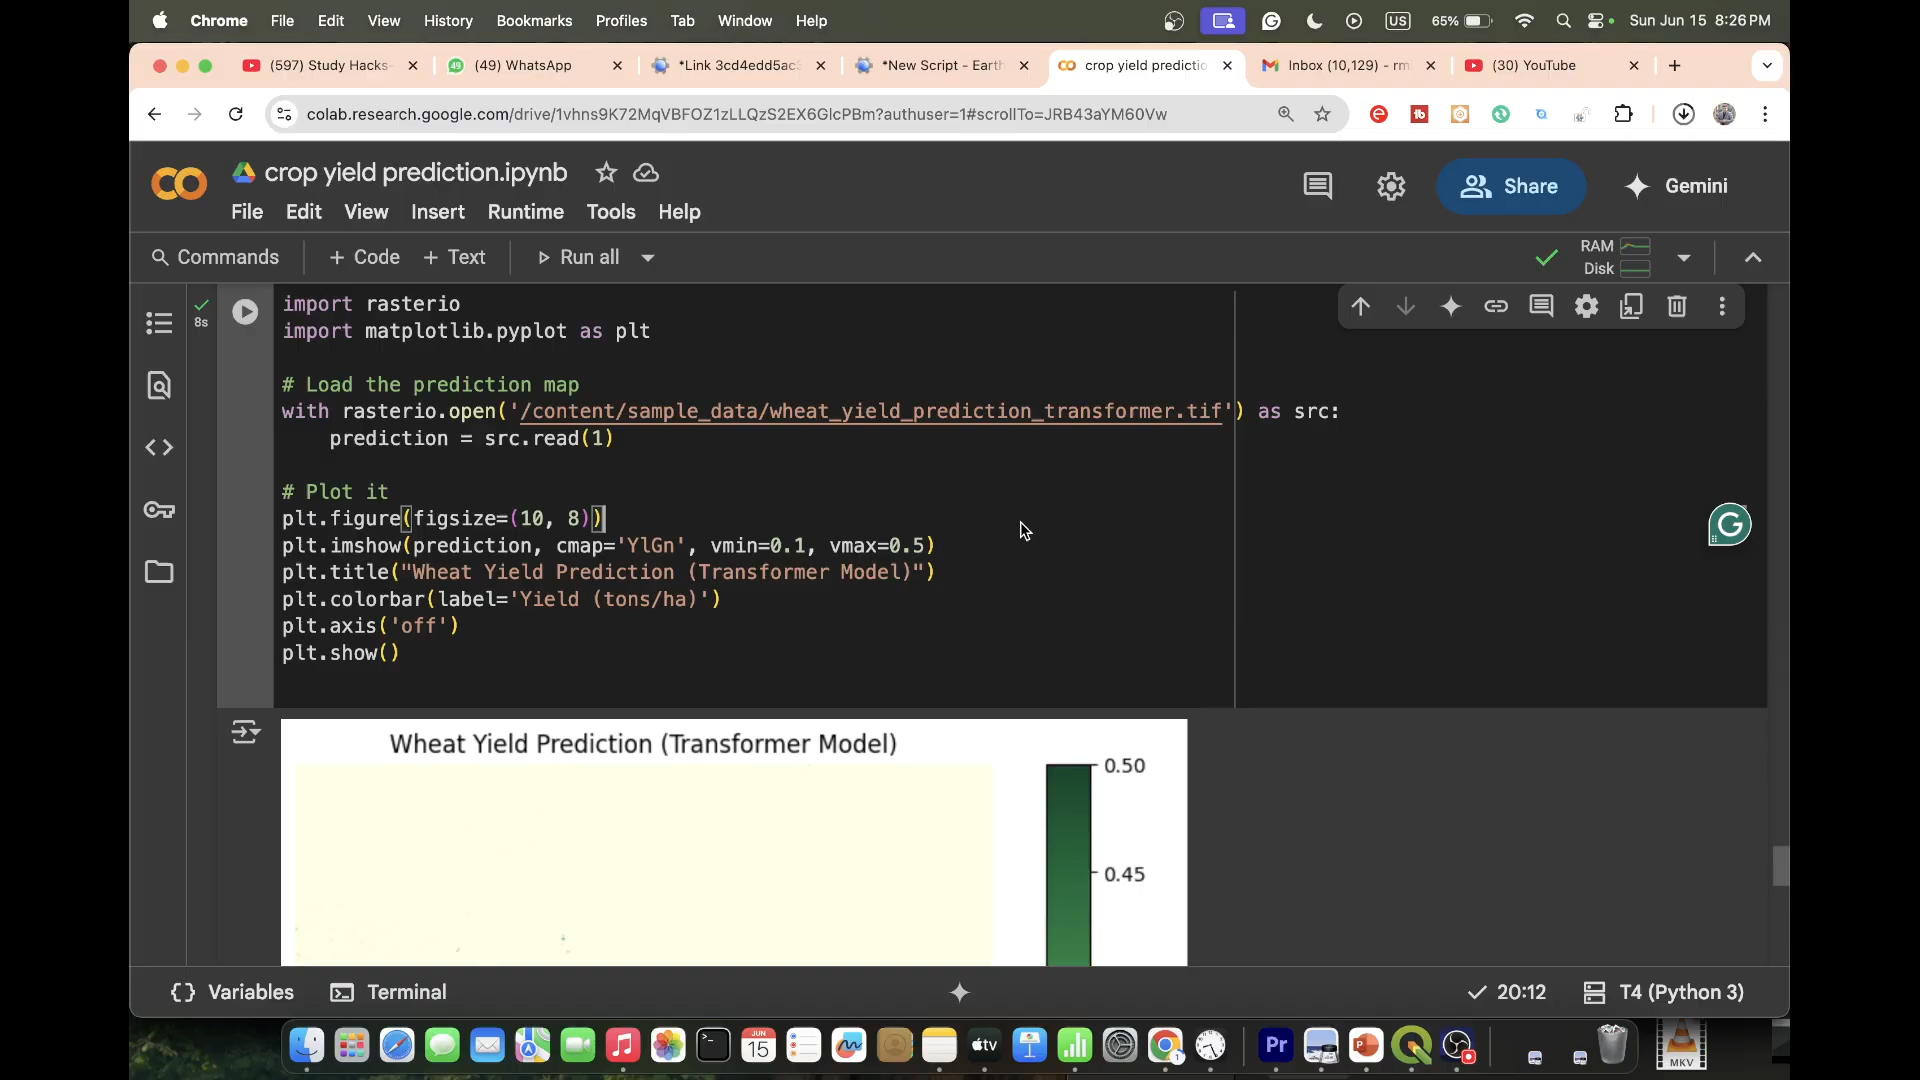 Chrome File Edit View History Bookmarks Profiles Tab Window Help US 65% Sun Jun 15 8:26 PM
(597) Study Hacks (49) WhatsApp *Link 3cd4edd5ac3 *New Script - Earth crop yield predictio Inbox (10,129) - rm (30) YouTube
colab.research.google.com/drive/1vhns9K72MqVBFOZ1zLLQzS2EX6GlcPBm?authuser=1#scrollTo=JRB43aYM60Vw
crop yield prediction.ipynb
Share Gemini
File Edit View Insert Runtime Tools Help
Commands + Code + Text Run all RAM Disk
8s
import rasterio
import matplotlib.pyplot as plt
# Load the prediction map
with rasterio.open('/content/sample_data/wheat_yield_prediction_transformer.tif') as src:
    prediction = src.read(1)
# Plot it
plt.figure(figsize=(10, 8))
plt.imshow(prediction, cmap='YlGn', vmin=0.1, vmax=0.5)
plt.title("Wheat Yield Prediction (Transformer Model)")
plt.colorbar(label='Yield (tons/ha)')
plt.axis('off')
plt.show()
Wheat Yield Prediction (Transformer Model)
0.50
0.45
Variables Terminal 20:12 T4 (Python 3)
JUN
15
tv
Pr
MKV